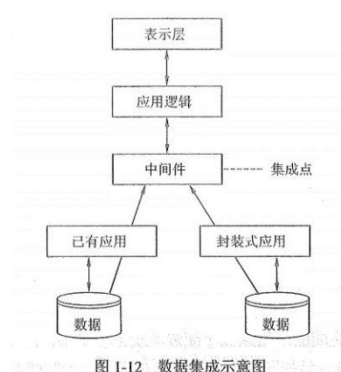 表示层
应用逻辑
中间件
集成点
已有应用
封装式应用
数据
数据
图 1-12 数据集成示意图